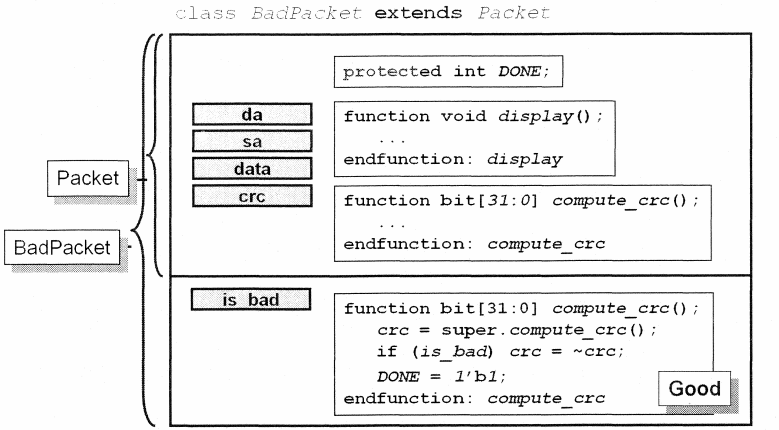 class BadPacket extends Packet
protected int DONE;
da
sa
data
crc
function void display();
...
endfunction: display
Packet
function bit[31:0] compute_crc();
...
endfunction: compute_crc
BadPacket
is bad
function bit[31:0] compute_crc();
crc = super.compute_crc();
if (is_bad) crc = ~crc;
DONE = 1'b1;
endfunction: compute_crc
Good